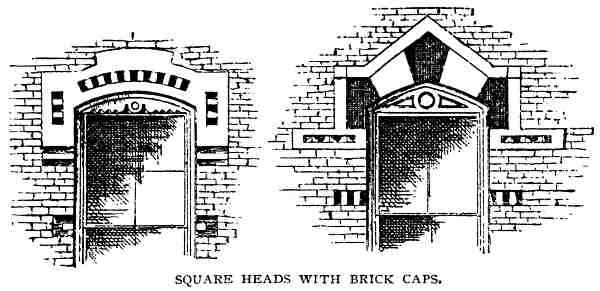 SQUARE HEADS WITH BRICK CAPS.